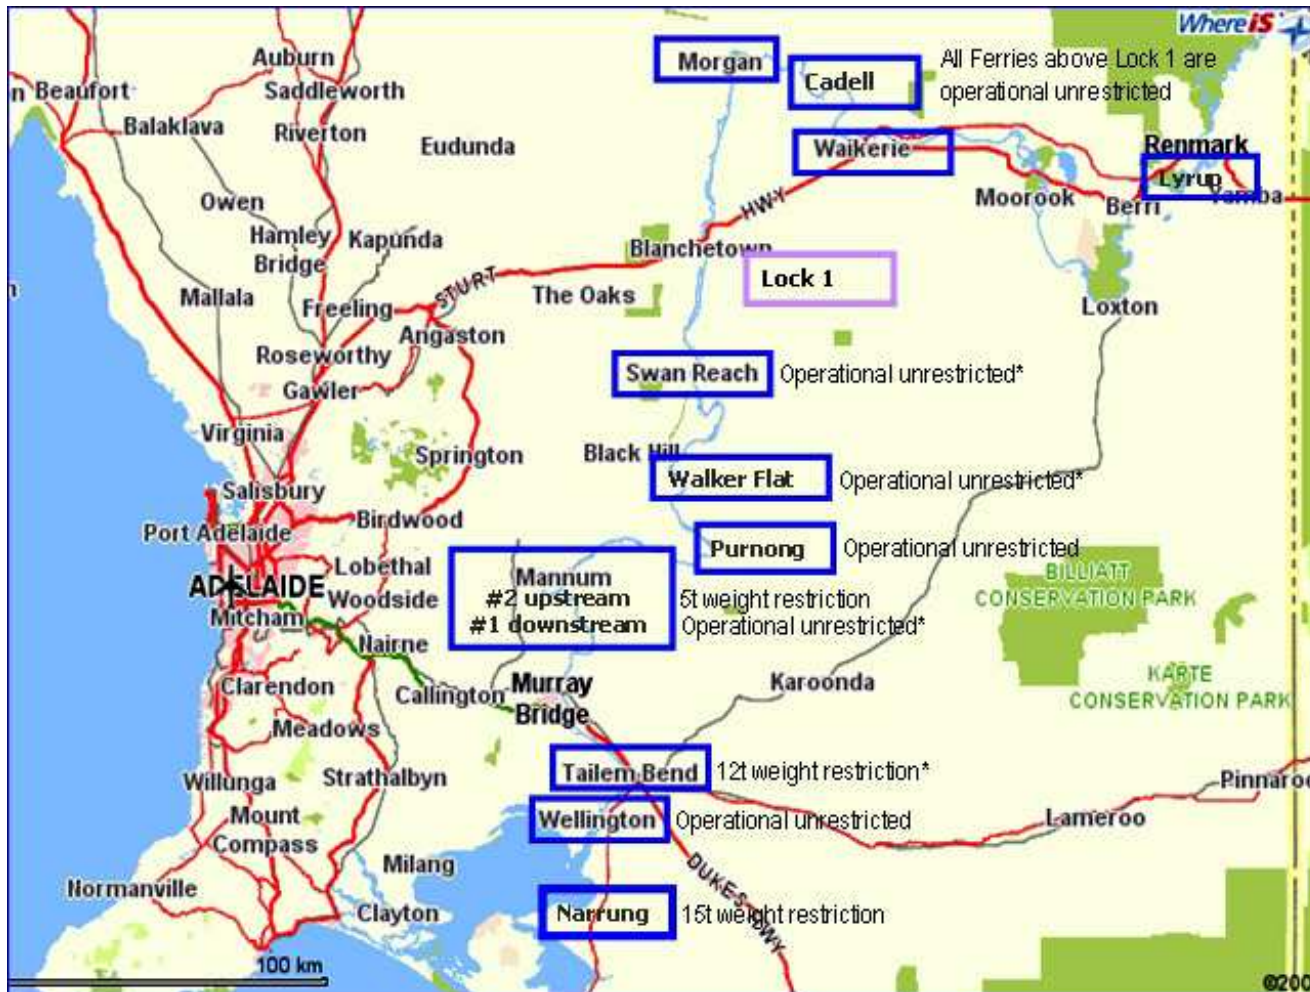 WhereiS
Morgan
All Ferries above Lock 1 are
operational unrestricted
Cadell
Auburn
Beaufort
Saddleworth
Balaklava
Riverton
Eudunda
Waikerie
Renmark
Lyrup
Yamba
Moorook
Berri
Owen
HWY
Hamley
Bridge
Kapunda
Blanchetown
Lock 1
STURT
Mallala
Freeling
The Oaks
Loxton
Angaston
Roseworthy
Gawler
Swan Reach
Operational unrestricted*
Virginia
Black Hill
Springton
Walker Flat
Operational unrestricted*
Salisbury
Port Adelaide
Birdwood
Purnong
Operational unrestricted
Lobethal
Mannum
#2 upstream
#1 downstream
5t weight restriction
Operational unrestricted*
BILLIATT
CONSERVATION PARK
ADELAIDE
Woodside
Mitcham
Nairne
Clarendon
Callington
Murray
Bridge
Karoonda
KARTE
CONSERVATION PARK
Meadows
Willunga
Strathalbyn
Tailem Bend
12t weight restriction*
Pinnaroo
Mount
Compass
Wellington
Operational unrestricted
Lameroo
Milang
DUKES HWY
Normanville
Clayton
Narrung
15t weight restriction
100 km
©200